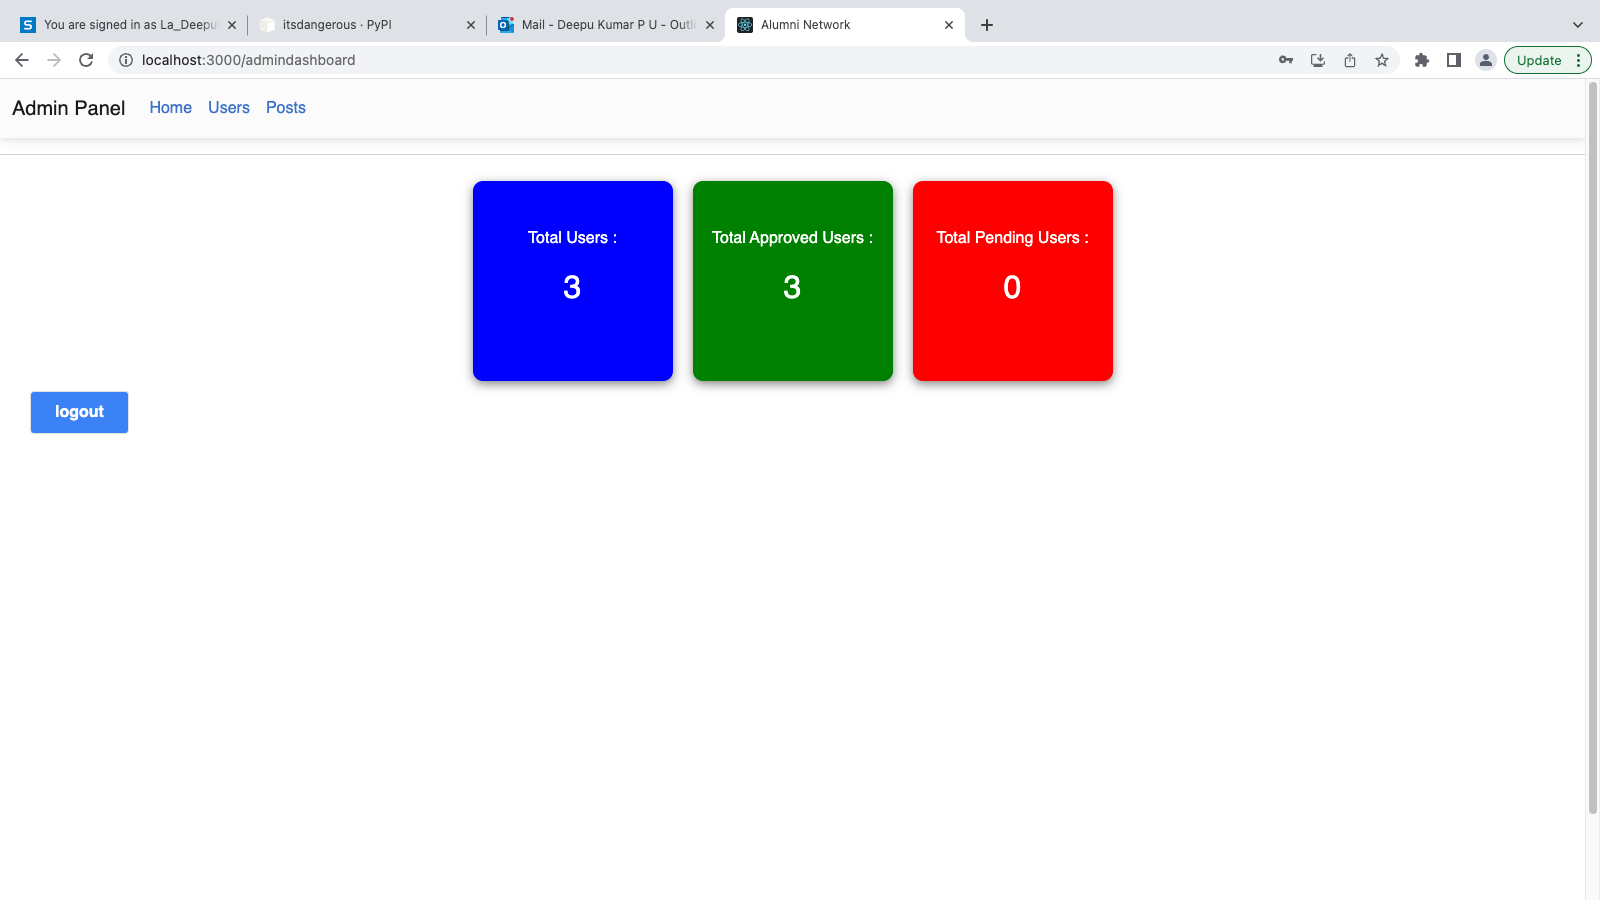 You are signed in as La_Deepu
itsdangerous · PyPI
Mail - Deepu Kumar P U - Outlo
Alumni Network
localhost:3000/admindashboard
Update
Admin Panel
Home
Users
Posts
Total Users :
3
Total Approved Users :
3
Total Pending Users :
0
logout